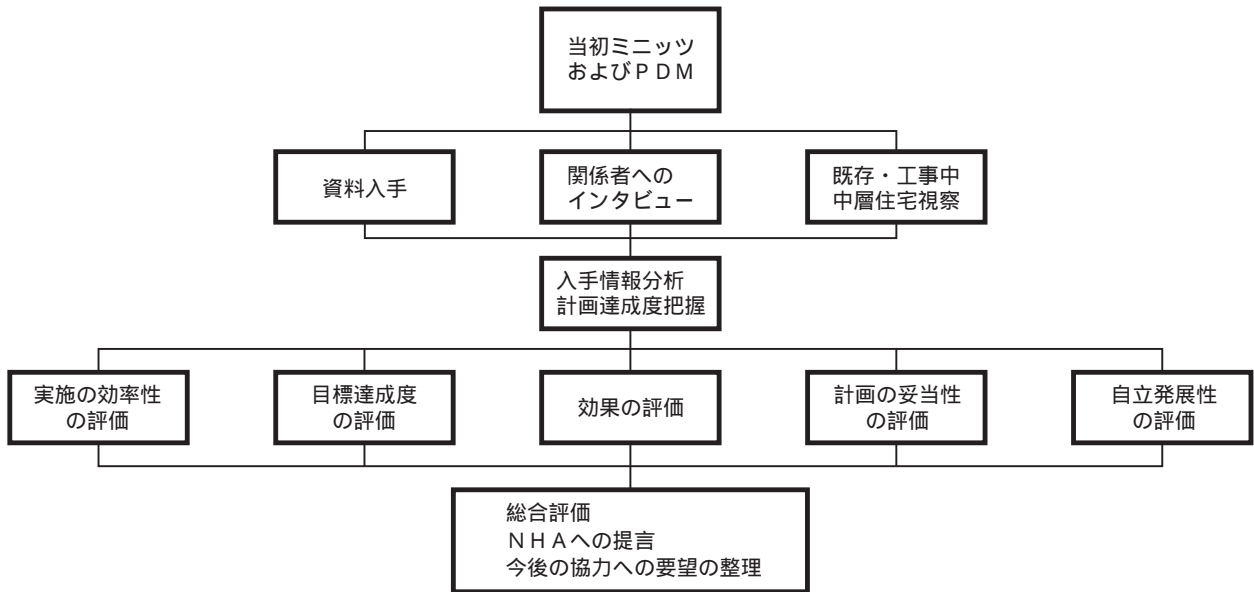 当初ミニッツ
およびＰＤＭ
資料入手
関係者への
インタビュー
既存・工事中
中層住宅視察
入手情報分析
計画達成度把握
実施の効率性
の評価
目標達成度
の評価
効果の評価
計画の妥当性
の評価
自立発展性
の評価
総合評価
ＮＨＡへの提言
今後の協力への要望の整理